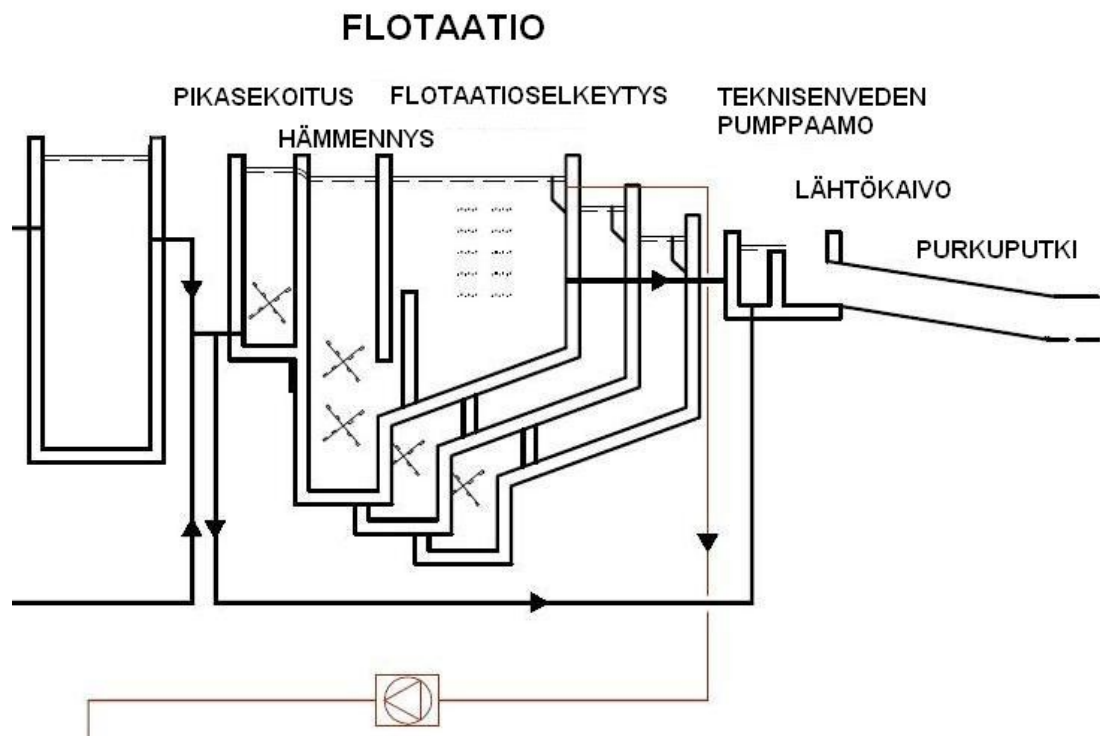 FLOTAATIO
PIKASEKOITUS
HÄMMENNYS
FLOTAATIOSELKEYTYS
TEKNISENVEDEN
PUMPPAAMO
LÄHTÖKAIVO
PURKUPUTKI